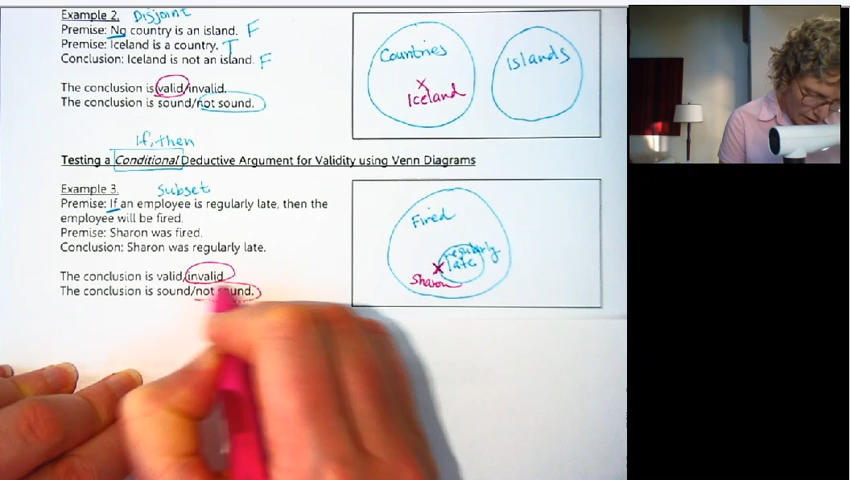 Example 2. Disjoint
Premise: No country is an island. F
Premise: Iceland is a country. T
Conclusion: Iceland is not an island. F
The conclusion is valid/invalid.
The conclusion is sound/not sound.
Countries
Islands
x
Iceland
If, then
Testing a Conditional Deductive Argument for Validity using Venn Diagrams
Example 3. Subset
Premise: If an employee is regularly late, then the
employee will be fired.
Premise: Sharon was fired.
Conclusion: Sharon was regularly late.
The conclusion is valid/invalid.
The conclusion is sound/not sound.
Fired
regularly
late
x
Sharon